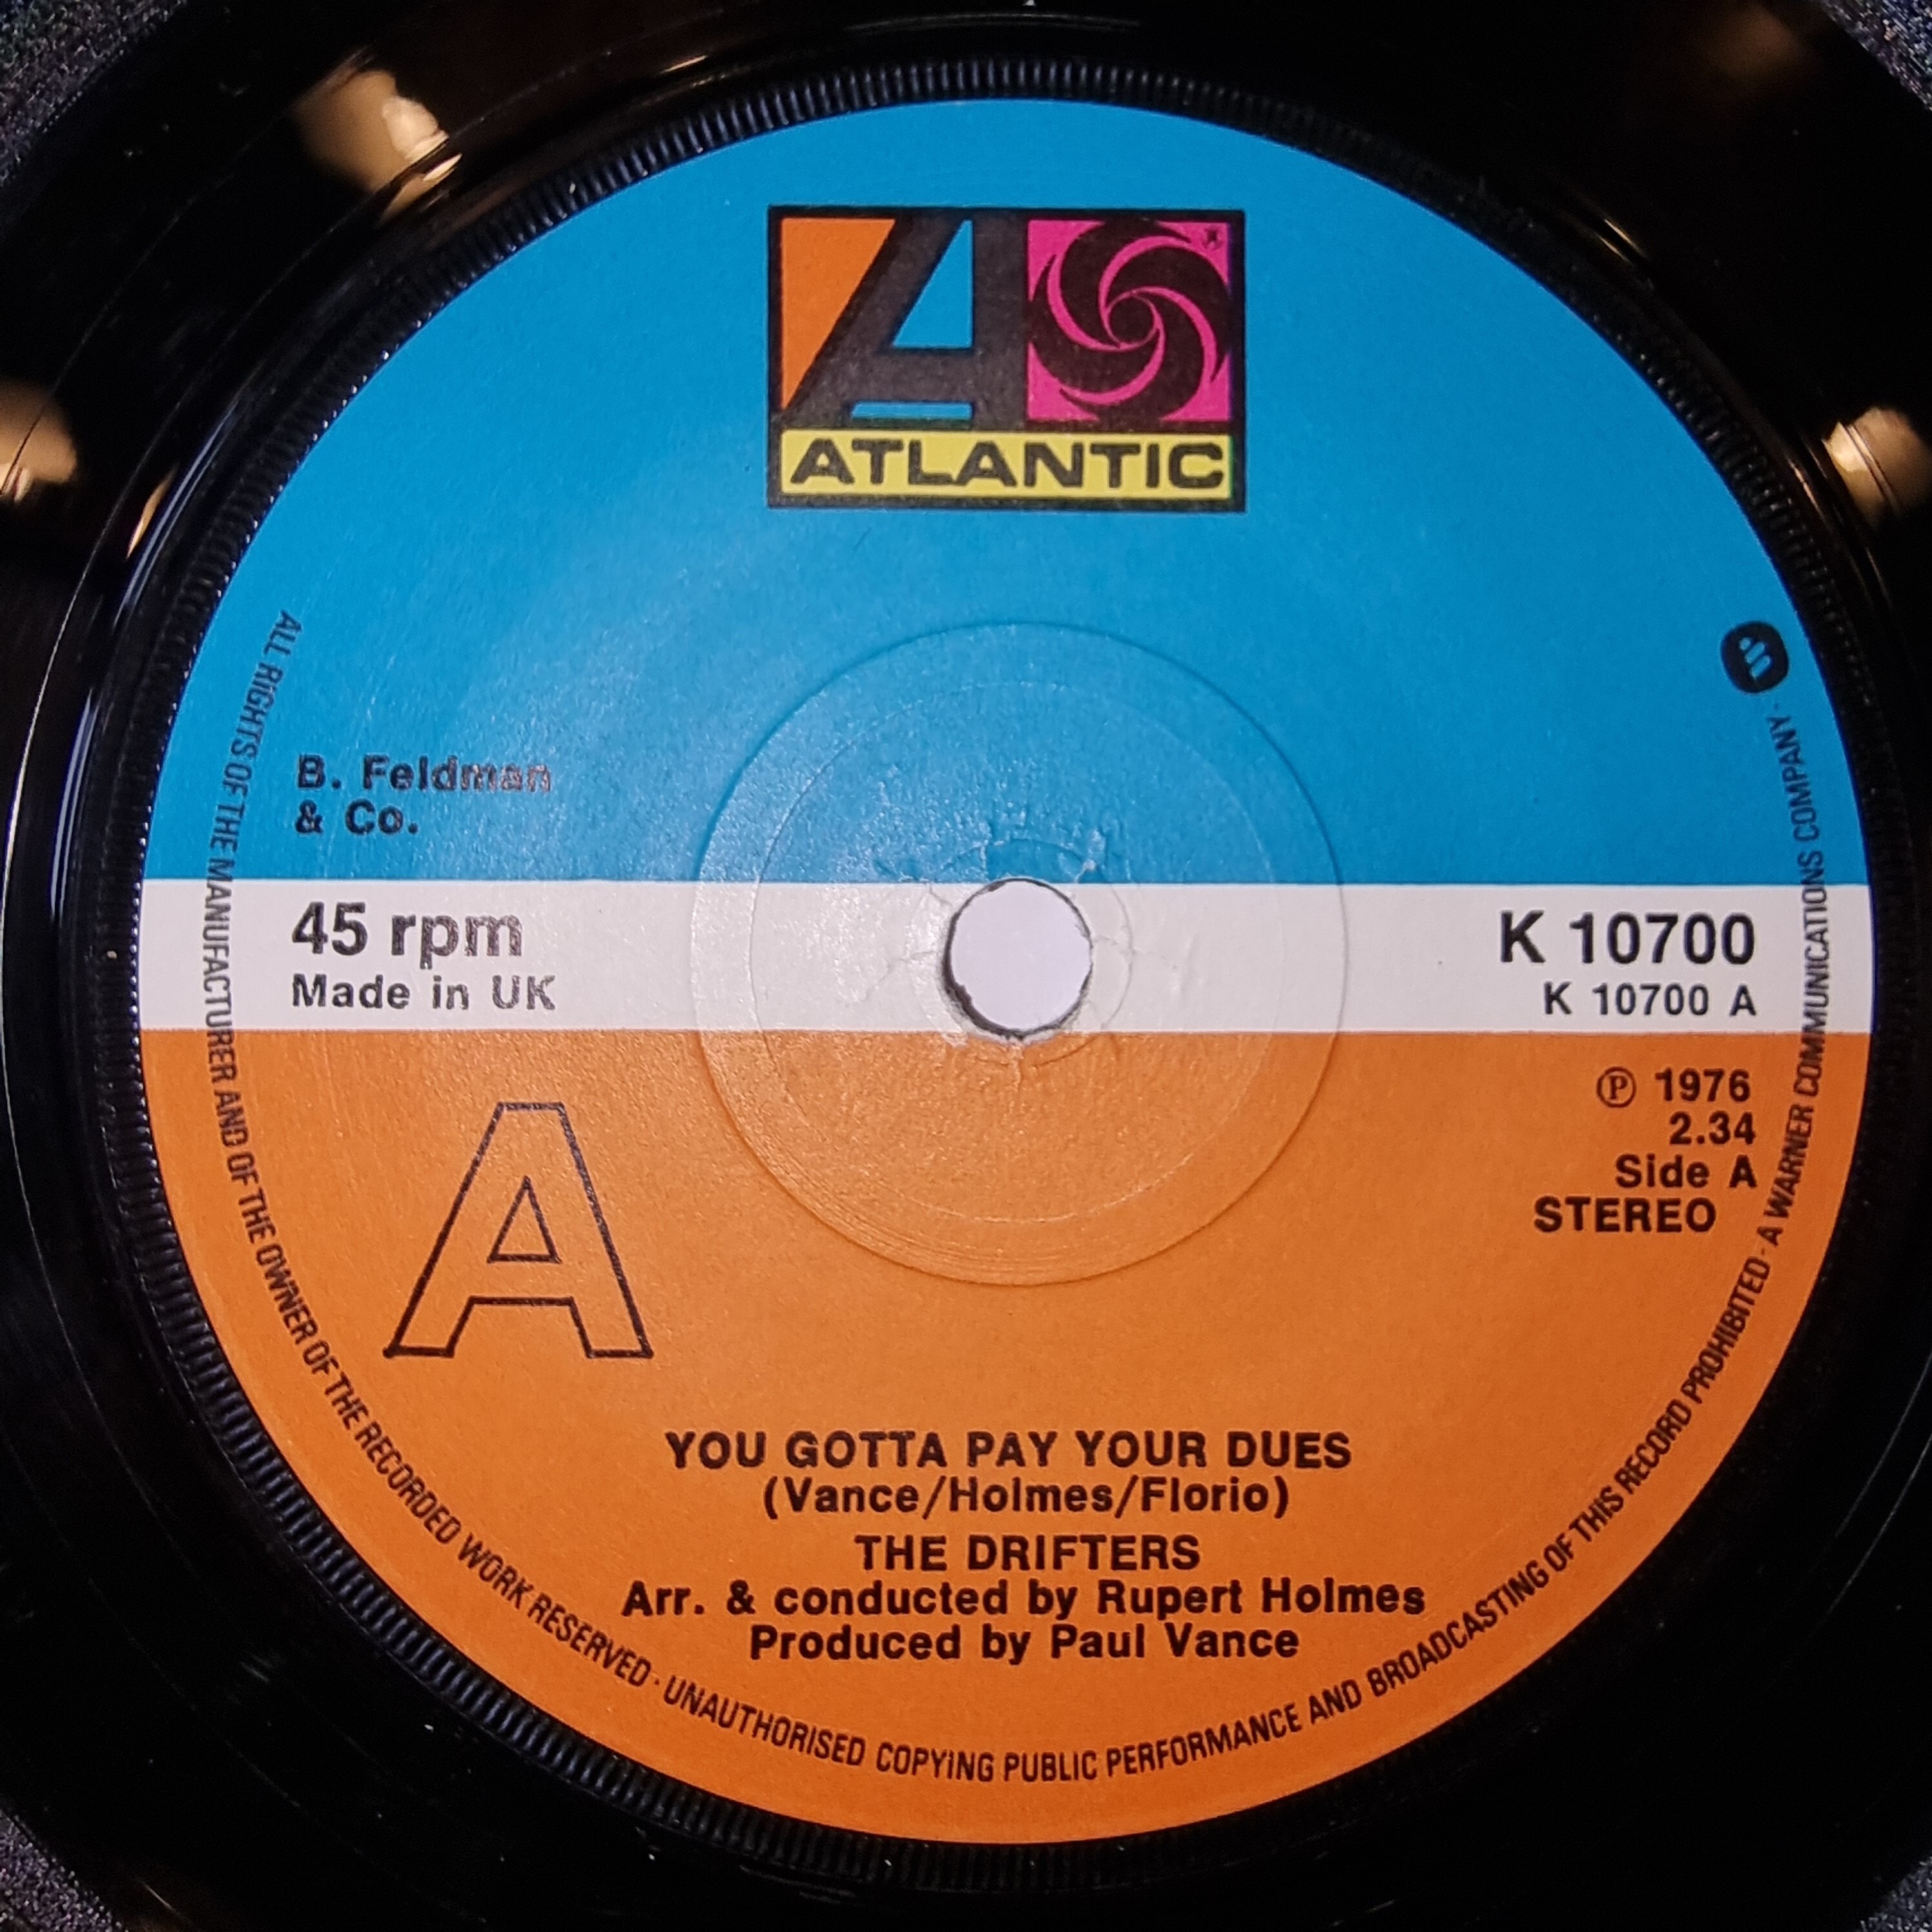 ATLANTIC
B. Feldman
& Co.
45 rpm
Made in UK
K 10700
K 10700 A
℗ 1976
2.34
Side A
STEREO
A
YOU GOTTA PAY YOUR DUES
(Vance/Holmes/Florio)
THE DRIFTERS
Arr. & conducted by Rupert Holmes
Produced by Paul Vance
ALL RIGHTS OF THE MANUFACTURER AND OF THE OWNER OF THE RECORDED WORK RESERVED · UNAUTHORISED COPYING PUBLIC PERFORMANCE AND BROADCASTING OF THIS RECORD PROHIBITED · A WARNER COMMUNICATIONS COMPANY ·